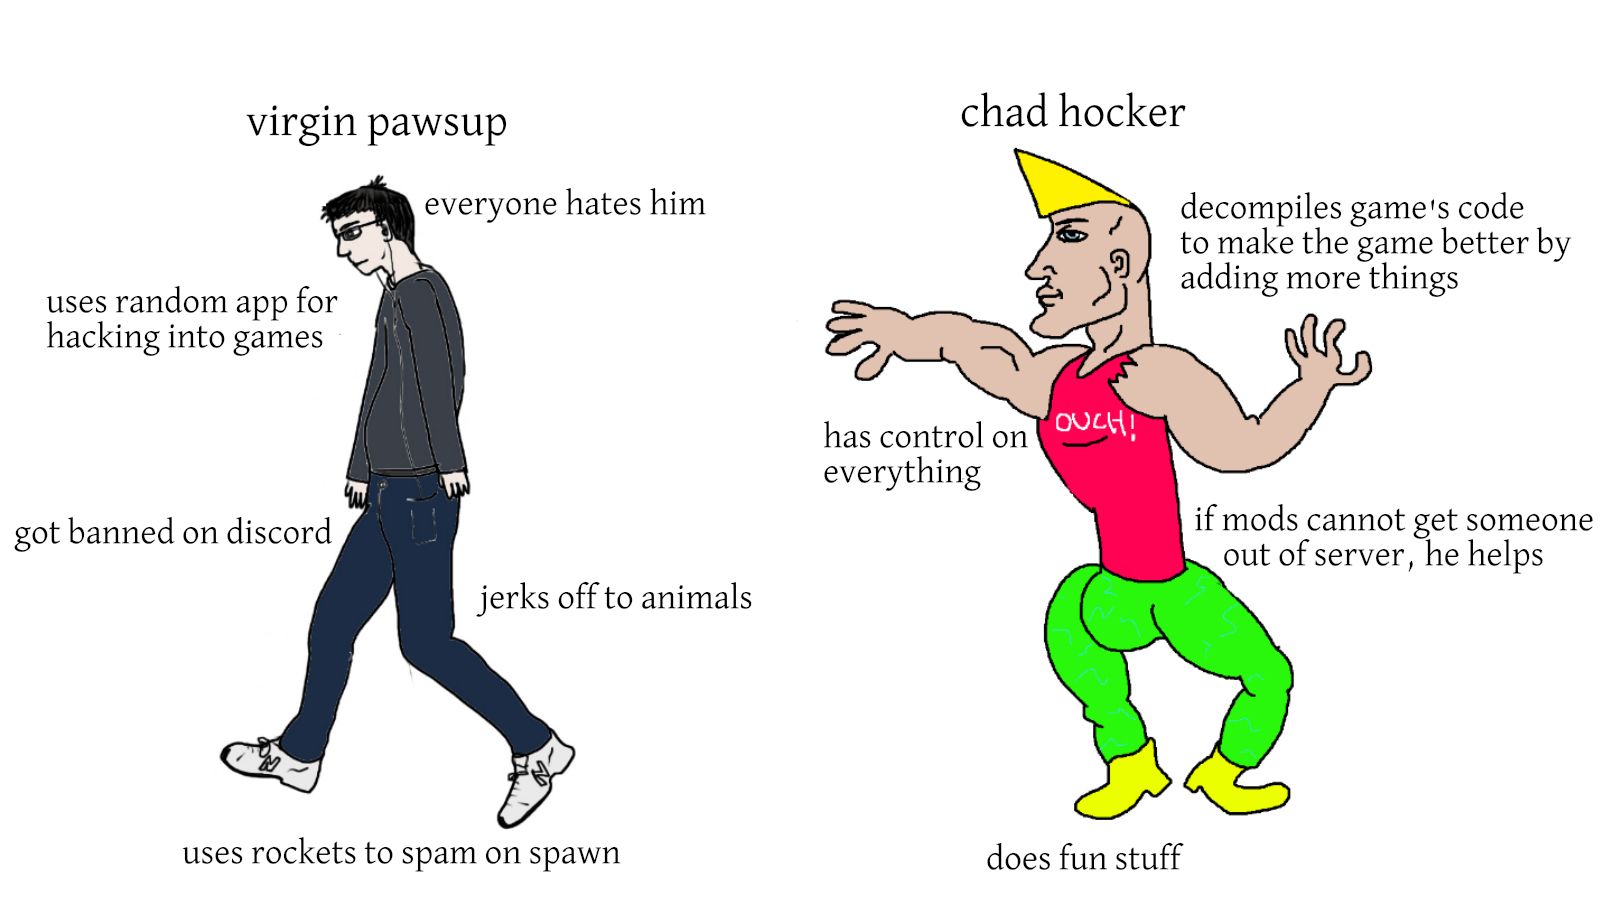 virgin pawsup
everyone hates him
uses random app for
hacking into games
got banned on discord
jerks off to animals
uses rockets to spam on spawn
chad hocker
decompiles game's code
to make the game better by
adding more things
OUCH!
has control on
everything
if mods cannot get someone
out of server, he helps
does fun stuff